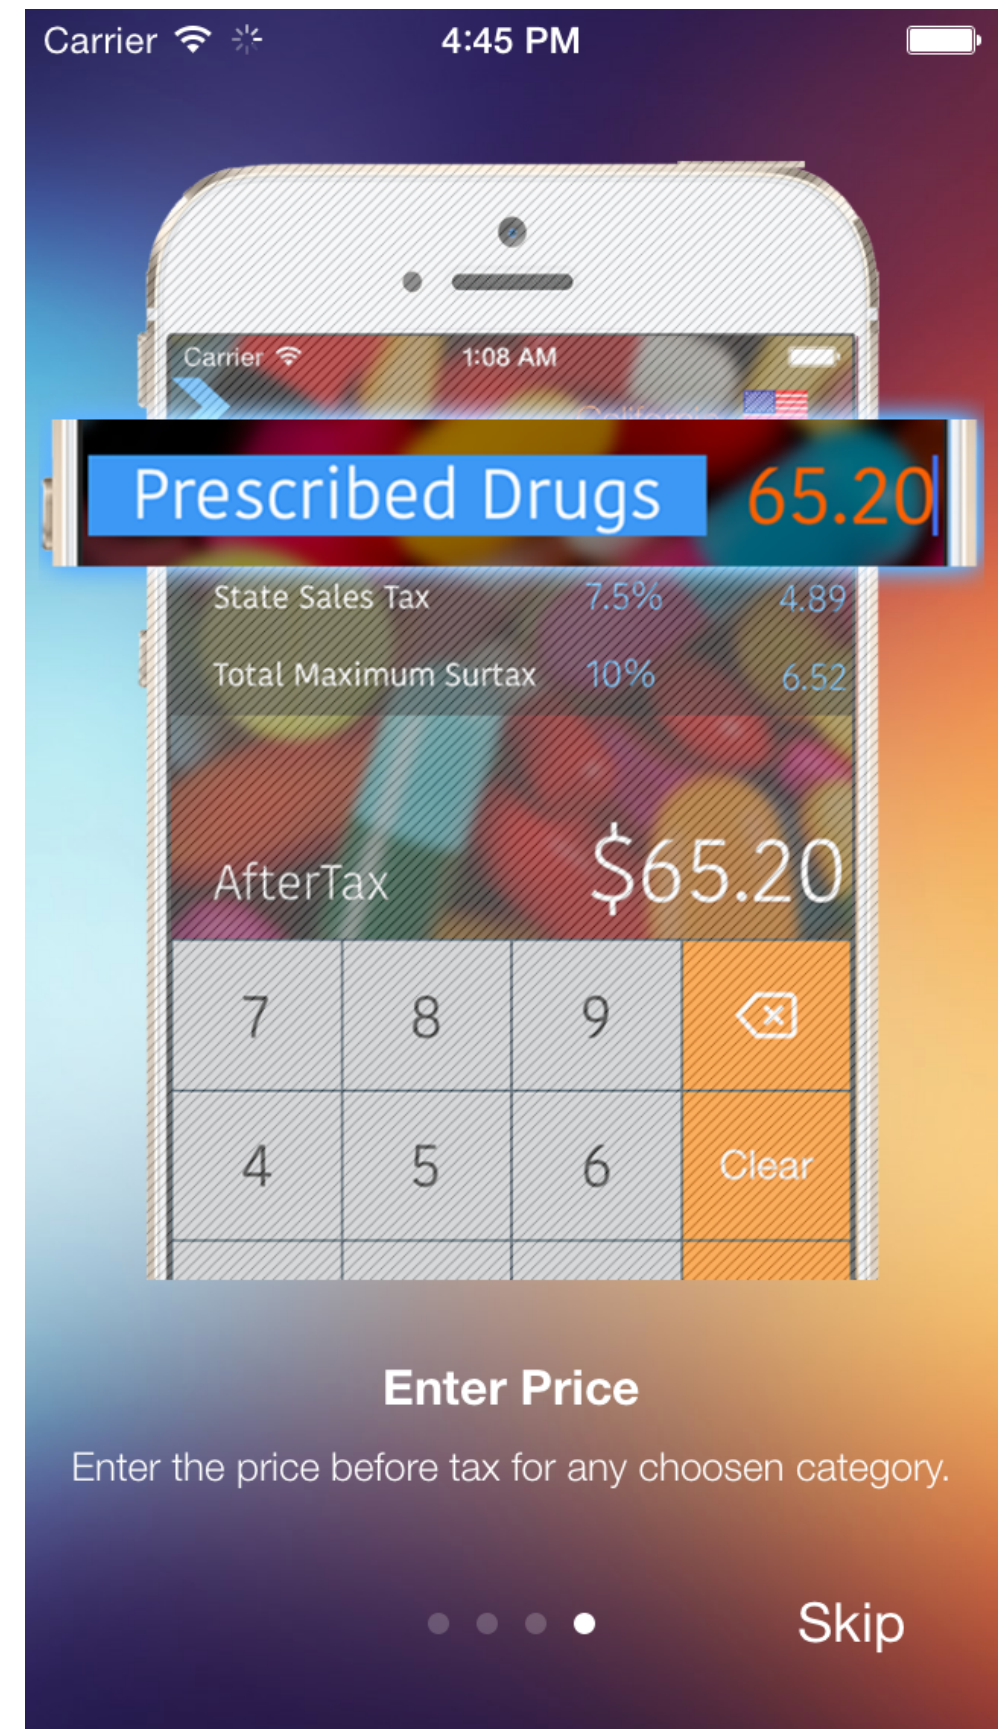 Carrier 4:45 PM
Carrier 1:08 AM
California
Prescribed Drugs 65.20
State Sales Tax 7.5% 4.89
Total Maximum Surtax 10% 6.52
AfterTax $65.20
7 8 9
4 5 6 Clear
Enter Price
Enter the price before tax for any choosen category.
Skip